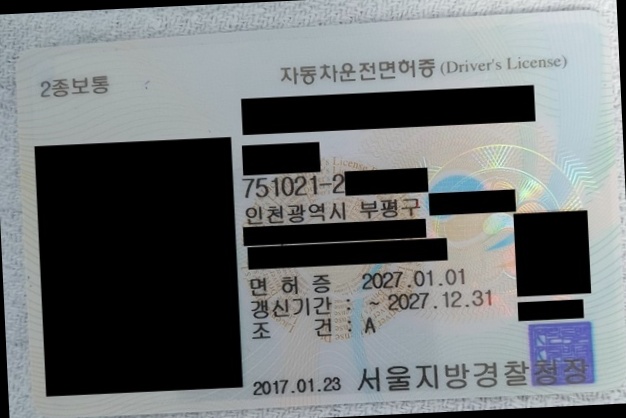 2종보통
자동차운전면허증 (Driver's License)
751021-2
인천광역시 부평구
면 허 증 2027.01.01
갱신기간 : ~ 2027.12.31
조 건 : A
2017.01.23 서울지방경찰청장